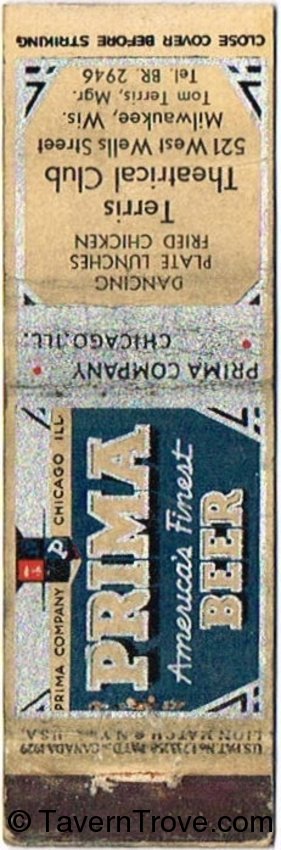 CLOSE COVER BEFORE STRIKING
DANCING
PLATE LUNCHES
FRIED CHICKEN
Terris
Theatrical Club
521 West Wells Street
Milwaukee, Wis.
Tom Terris, Mgr.
Tel. BR. 2946
PRIMA COMPANY
CHICAGO, ILL.
PRIMA COMPANY
CHICAGO ILL
P
PRIMA
America's Finest
BEER
LION MATCH N.Y. U.S.A.
© TavernTrove.com